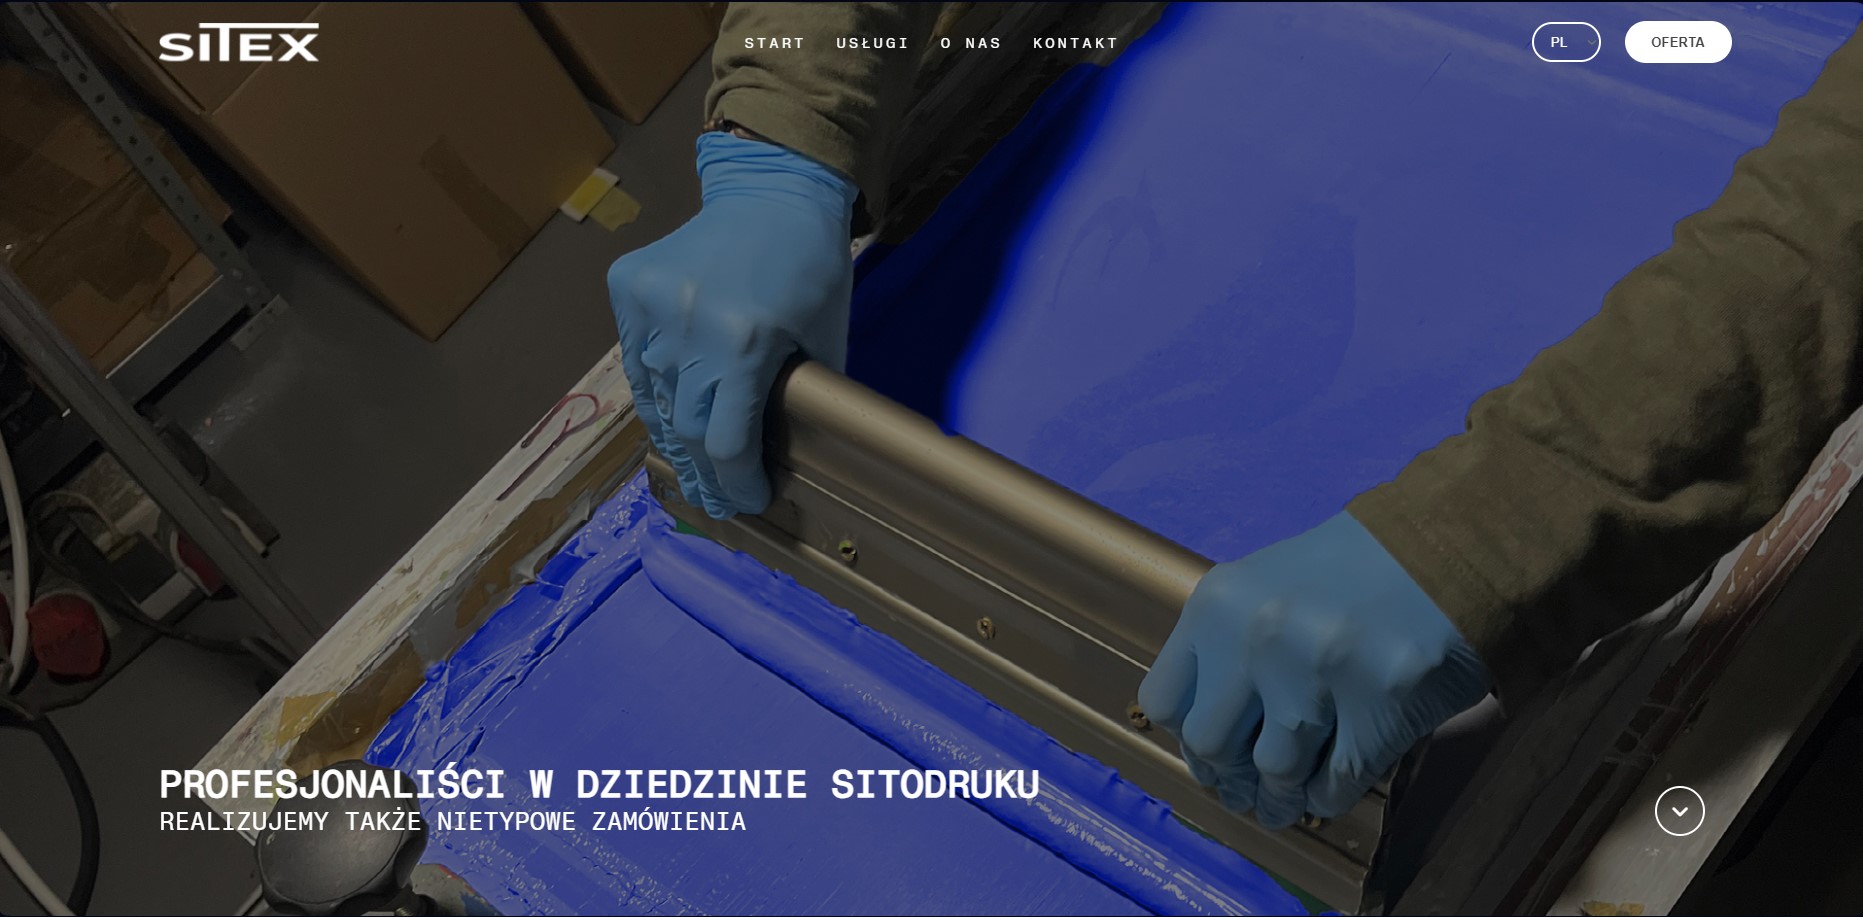 SITEX
START USŁUGI O NAS KONTAKT
PL
OFERTA
PROFESJONALIŚCI W DZIEDZINIE SITODRUKU
REALIZUJEMY TAKŻE NIETYPOWE ZAMÓWIENIA